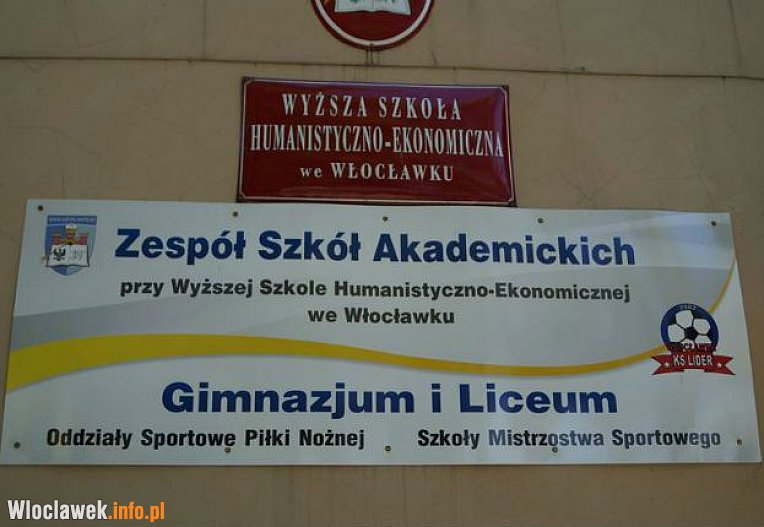 WYŻSZA SZKOŁA
HUMANISTYCZNO-EKONOMICZNA
we WŁOCŁAWKU
Zespół Szkół Akademickich
przy Wyższej Szkole Humanistyczno-Ekonomicznej
we Włocławku
KS LIDER
Gimnazjum i Liceum
Oddziały Sportowe Piłki Nożnej Szkoły Mistrzostwa Sportowego
Wloclawek.info.pl